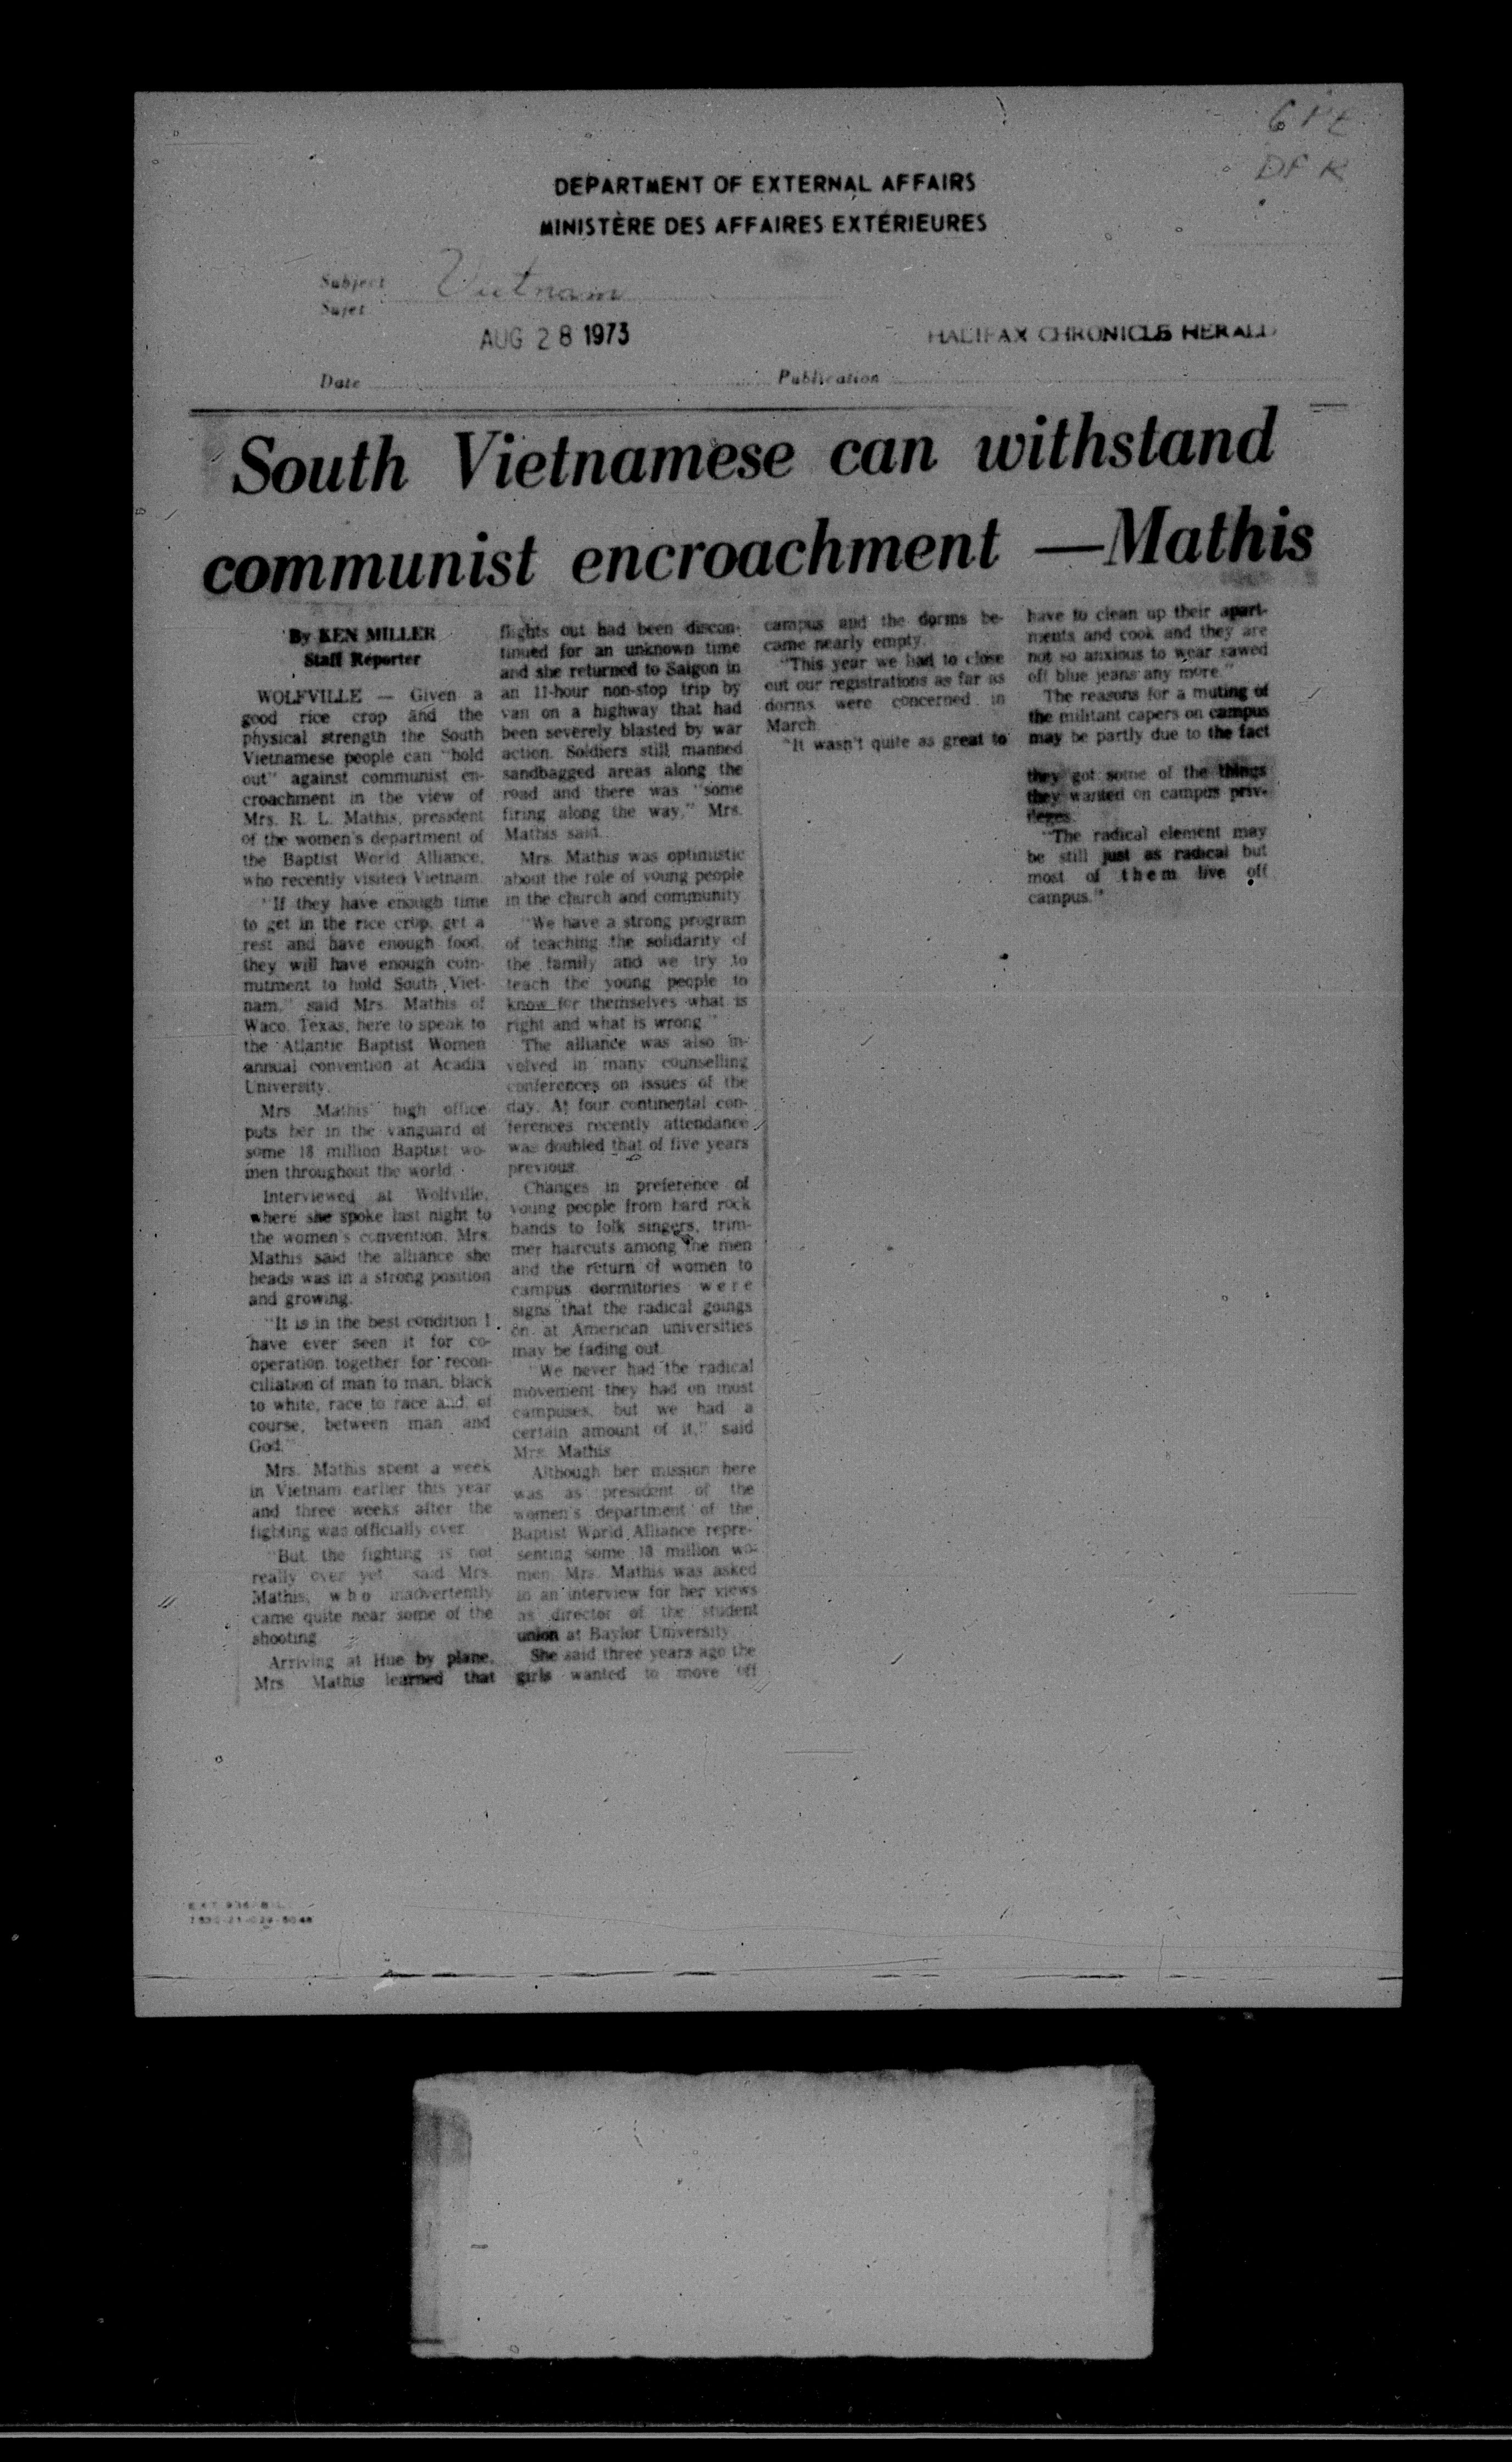 DEPARTMENT OF EXTERNAL AFFAIRS
MINISTÈRE DES AFFAIRES EXTÉRIEURES
Subject
Sujet
Vietnam
AUG 28 1973
HALIFAX CHRONICLE HERALD
Date
Publication
South Vietnamese can withstand
communist encroachment —Mathis
By KEN MILLER
Staff Reporter
WOLFVILLE — Given a
good rice crop and the
physical strength the South
Vietnamese people can "hold
out" against communist en-
croachment in the view of
Mrs. R. L. Mathis, president
of the women's department of
the Baptist World Alliance,
who recently visited Vietnam.
"If they have enough time
to get in the rice crop, get a
rest and have enough food,
they will have enough com-
mitment to hold South Viet-
nam," said Mrs. Mathis of
Waco, Texas, here to speak to
the Atlantic Baptist Women
annual convention at Acadia
University.
Mrs. Mathis' high office
puts her in the vanguard of
some 18 million Baptist wo-
men throughout the world.
Interviewed at Wolfville,
where she spoke last night to
the women's convention, Mrs.
Mathis said the alliance she
heads was in a strong position
and growing.
"It is in the best condition I
have ever seen it for co-
operation together for recon-
ciliation of man to man, black
to white, race to race and, of
course, between man and
God."
Mrs. Mathis spent a week
in Vietnam earlier this year
and three weeks after the
fighting was officially over.
"But the fighting is not
really over yet" said Mrs.
Mathis, who inadvertently
came quite near some of the
shooting.
Arriving at Hue by plane,
Mrs. Mathis learned that
flights out had been discon-
tinued for an unknown time
and she returned to Saigon in
an 11-hour non-stop trip by
van on a highway that had
been severely blasted by war
action. Soldiers still manned
sandbagged areas along the
road and there was "some
firing along the way," Mrs.
Mathis said.
Mrs. Mathis was optimistic
about the role of young people
in the church and community.
"We have a strong program
of teaching the solidarity of
the family and we try to
teach the young people to
know for themselves what is
right and what is wrong."
The alliance was also in-
volved in many counselling
conferences on issues of the
day. At four continental con-
ferences recently attendance
was doubled that of five years
previous.
Changes in preference of
young people from hard rock
bands to folk singers, trim-
mer haircuts among the men
and the return of women to
campus dormitories were
signs that the radical goings
on at American universities
may be fading out.
"We never had the radical
movement they had on most
campuses, but we had a
certain amount of it," said
Mrs. Mathis.
Although her mission here
was as president of the
women's department of the
Baptist World Alliance repre-
senting some 18 million wo-
men, Mrs. Mathis was asked
in an interview for her views
as director of the student
union at Baylor University.
She said three years ago the
girls wanted to move off
campus and the dorms be-
came nearly empty.
"This year we had to close
out our registrations as far as
dorms were concerned in
March.
"It wasn't quite as great to
have to clean up their apart-
ments and cook and they are
not so anxious to wear sawed
off blue jeans any more."
The reasons for a muting of
the militant capers on campus
may be partly due to the fact
they got some of the things
they wanted on campus priv-
ileges.
"The radical element may
be still just as radical but
most of them live off
campus."